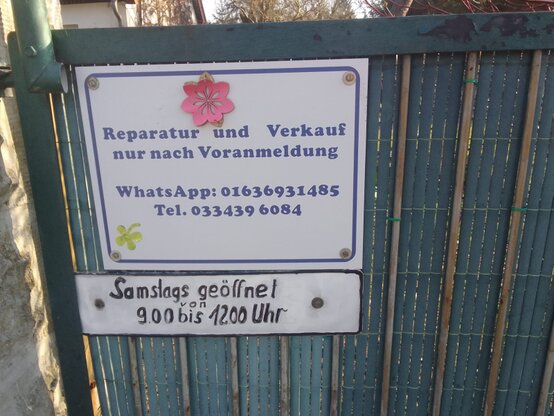 Reparatur und Verkauf
nur nach Voranmeldung
WhatsApp: 01636931485
Tel. 033439 6084
Samstags geöffnet
von
9.00 bis 12.00 Uhr